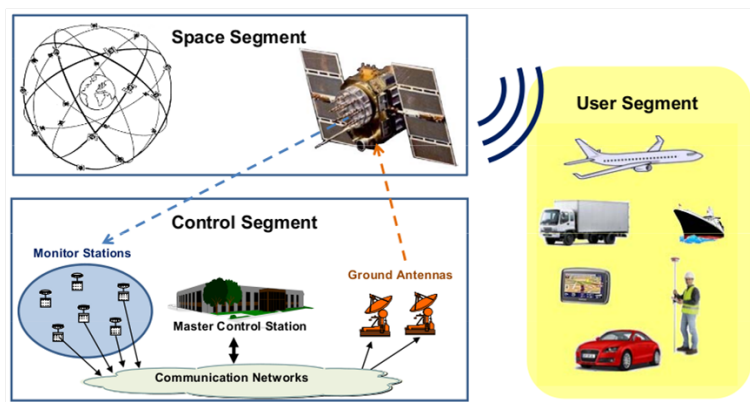 Space Segment
User Segment
Control Segment
Monitor Stations
Ground Antennas
Master Control Station
Communication Networks